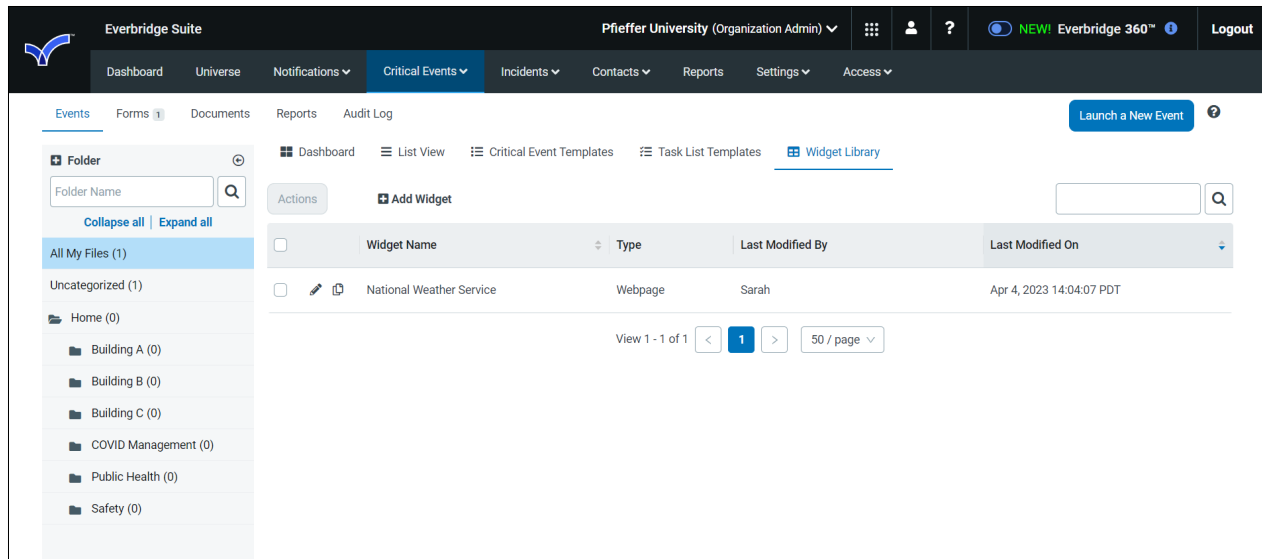 Everbridge Suite
Pfieffer University (Organization Admin)
?
NEW! Everbridge 360™
Logout
Dashboard Universe Notifications Critical Events Incidents Contacts Reports Settings Access
Events Forms 1 Documents Reports Audit Log
Launch a New Event
Folder
Dashboard List View Critical Event Templates Task List Templates Widget Library
Folder Name
Actions Add Widget
Collapse all | Expand all
Widget Name Type Last Modified By Last Modified On
All My Files (1)
Uncategorized (1)
National Weather Service Webpage Sarah Apr 4, 2023 14:04:07 PDT
Home (0)
View 1 - 1 of 1 < 1 > 50 / page
Building A (0)
Building B (0)
Building C (0)
COVID Management (0)
Public Health (0)
Safety (0)